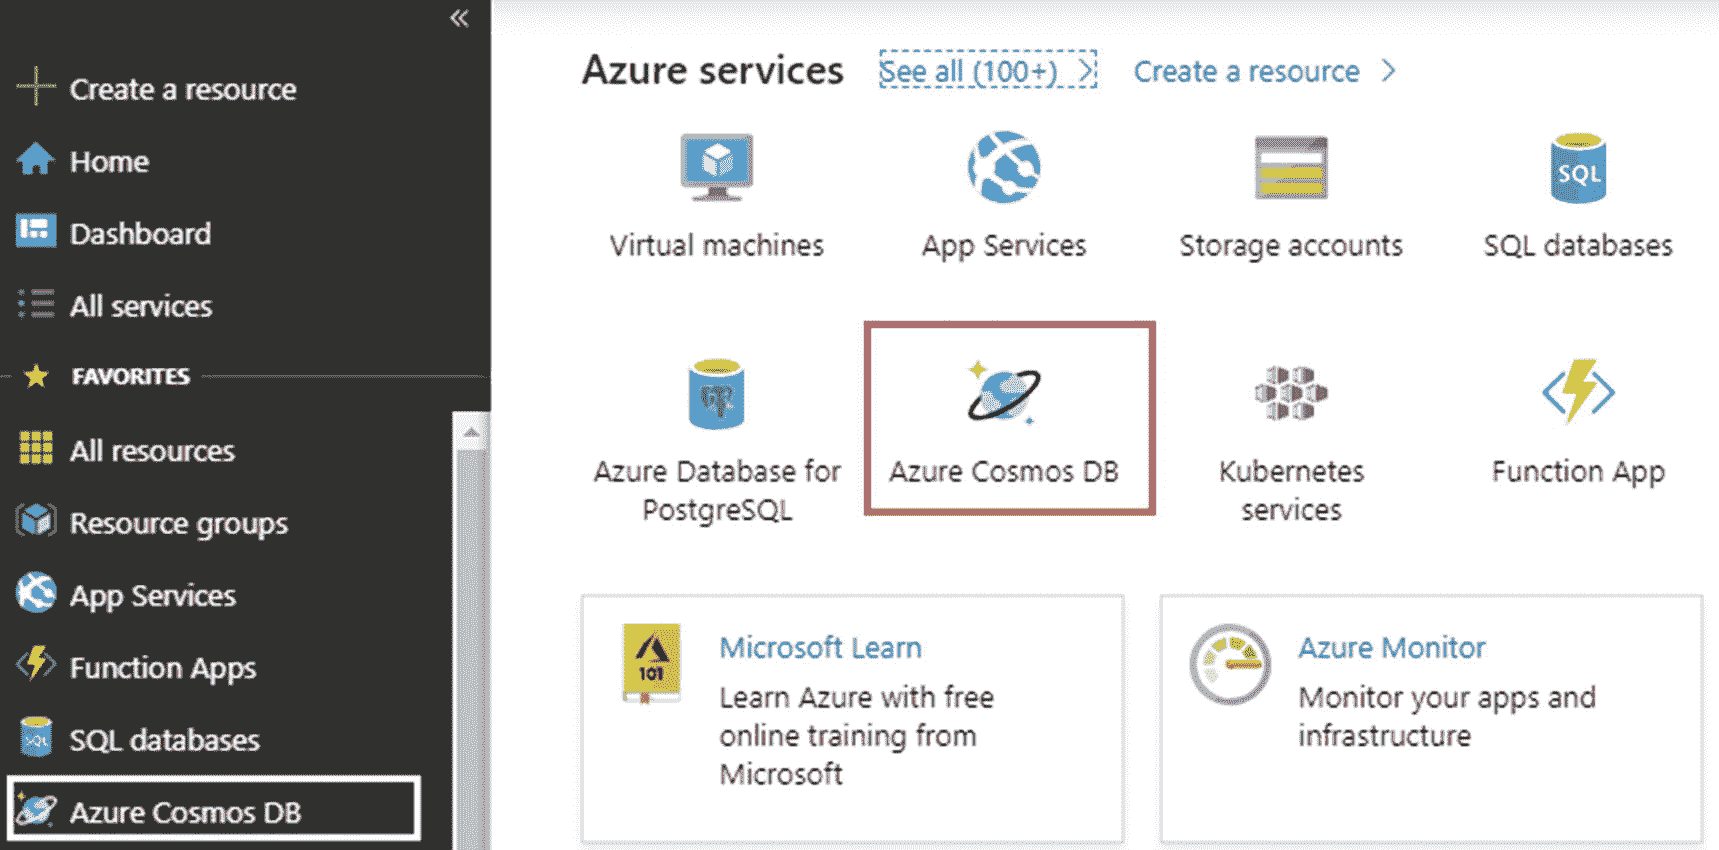 Create a resource
Home
Dashboard
All services
FAVORITES
All resources
Resource groups
App Services
Function Apps
SQL
SQL databases
Azure Cosmos DB
Azure services
See all (100+)
Create a resource
Virtual machines
App Services
Storage accounts
SQL
SQL databases
Azure Database for
PostgreSQL
Azure Cosmos DB
Kubernetes
services
Function App
101
Microsoft Learn
Learn Azure with free
online training from
Microsoft
Azure Monitor
Monitor your apps and
infrastructure